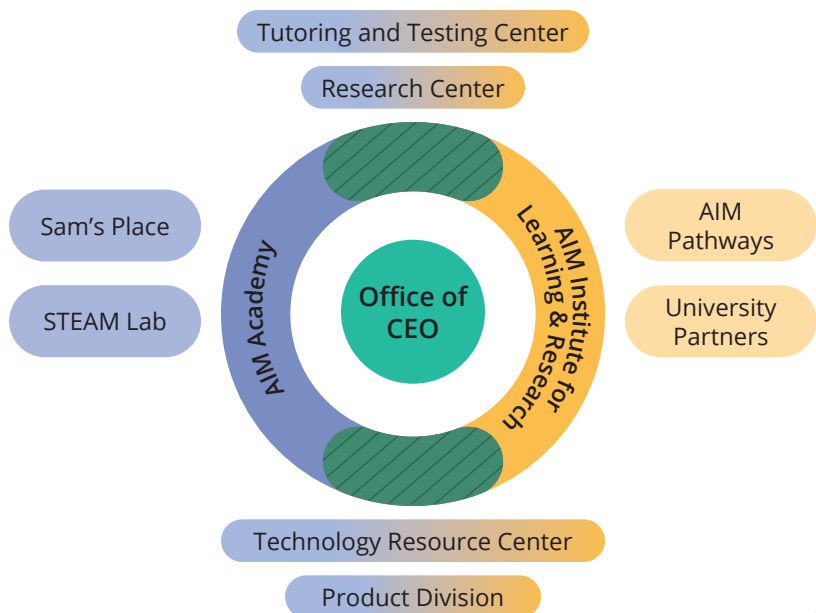 Tutoring and Testing Center
Research Center
Sam’s Place
STEAM Lab
AIM Academy
Office of
CEO
AIM Institute for
Learning & Research
AIM
Pathways
University
Partners
Technology Resource Center
Product Division